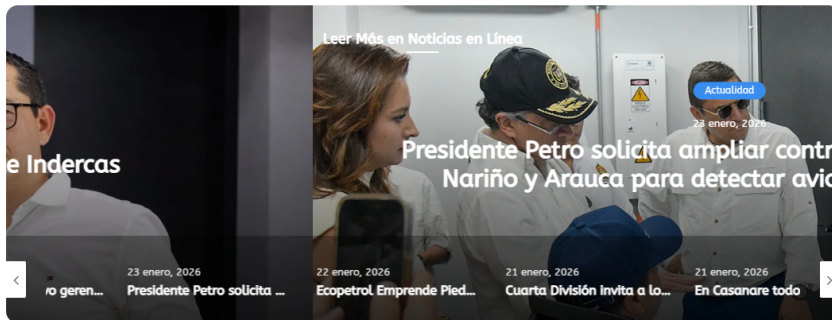 Leer Más en Noticias en Línea
Actualidad
23 enero, 2026
e Indercas
Presidente Petro solicita ampliar contr
Nariño y Arauca para detectar avio
vo geren...
23 enero, 2026
Presidente Petro solicita ...
22 enero, 2026
Ecopetrol Emprende Pied...
21 enero, 2026
Cuarta División Invita a lo...
21 enero, 2026
En Casanare todo